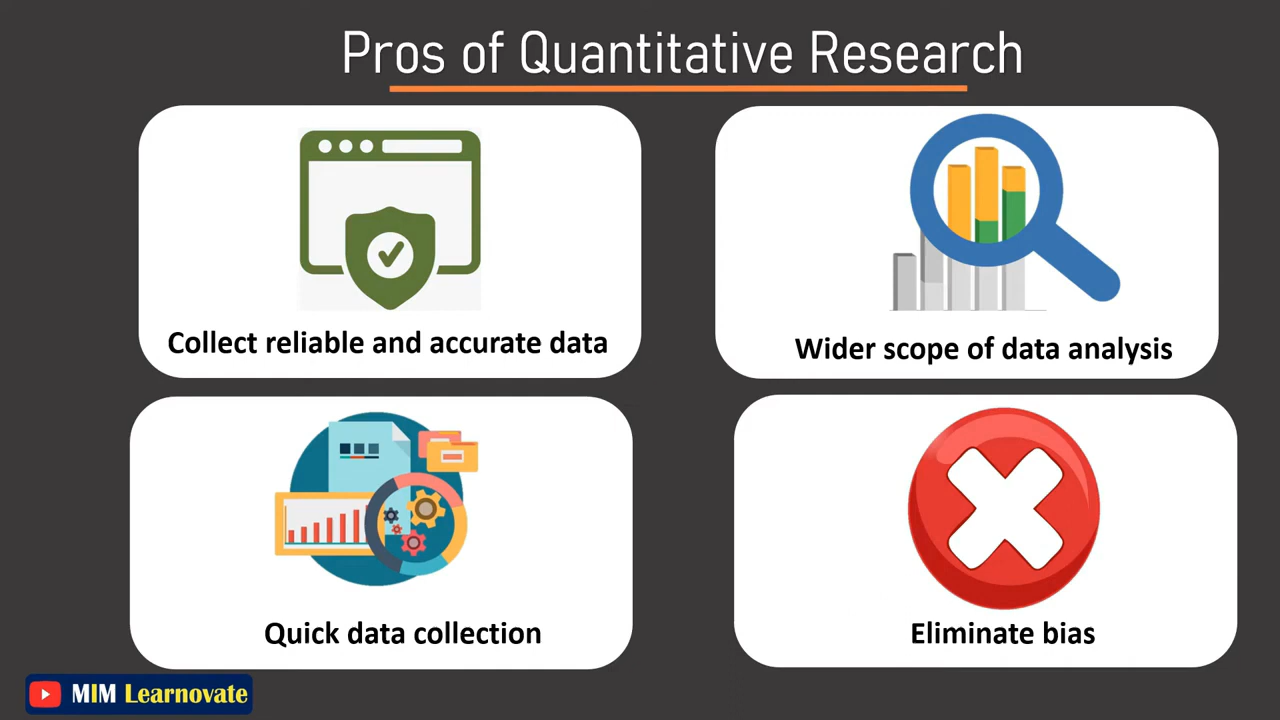 Pros of Quantitative Research
Collect reliable and accurate data
Wider scope of data analysis
Quick data collection
Eliminate bias
MIM Learnovate